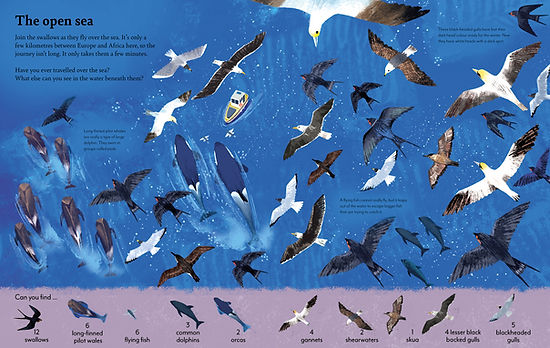 The open sea
Join the swallows as they fly over the sea. It's only a
few kilometres between Europe and Africa here, so the
journey isn't long. It only takes them a few minutes.
Have you ever travelled over the sea?
What else can you see in the water beneath them?
These black-headed gulls have lost their
dark head colour ready for the winter. Now
they have white heads with a dark spot.
Long-finned pilot whales
are really a type of large
dolphin. They swim in
groups called pods.
A flying fish cannot really fly, but it leaps
out of the water to escape bigger fish
that are trying to catch it.
Can you find ...
12
swallows
6
long-finned
pilot wales
6
flying fish
3
common
dolphins
2
orcas
4
gannets
2
shearwaters
1
skua
4 lesser black
backed gulls
5
blackheaded
gulls